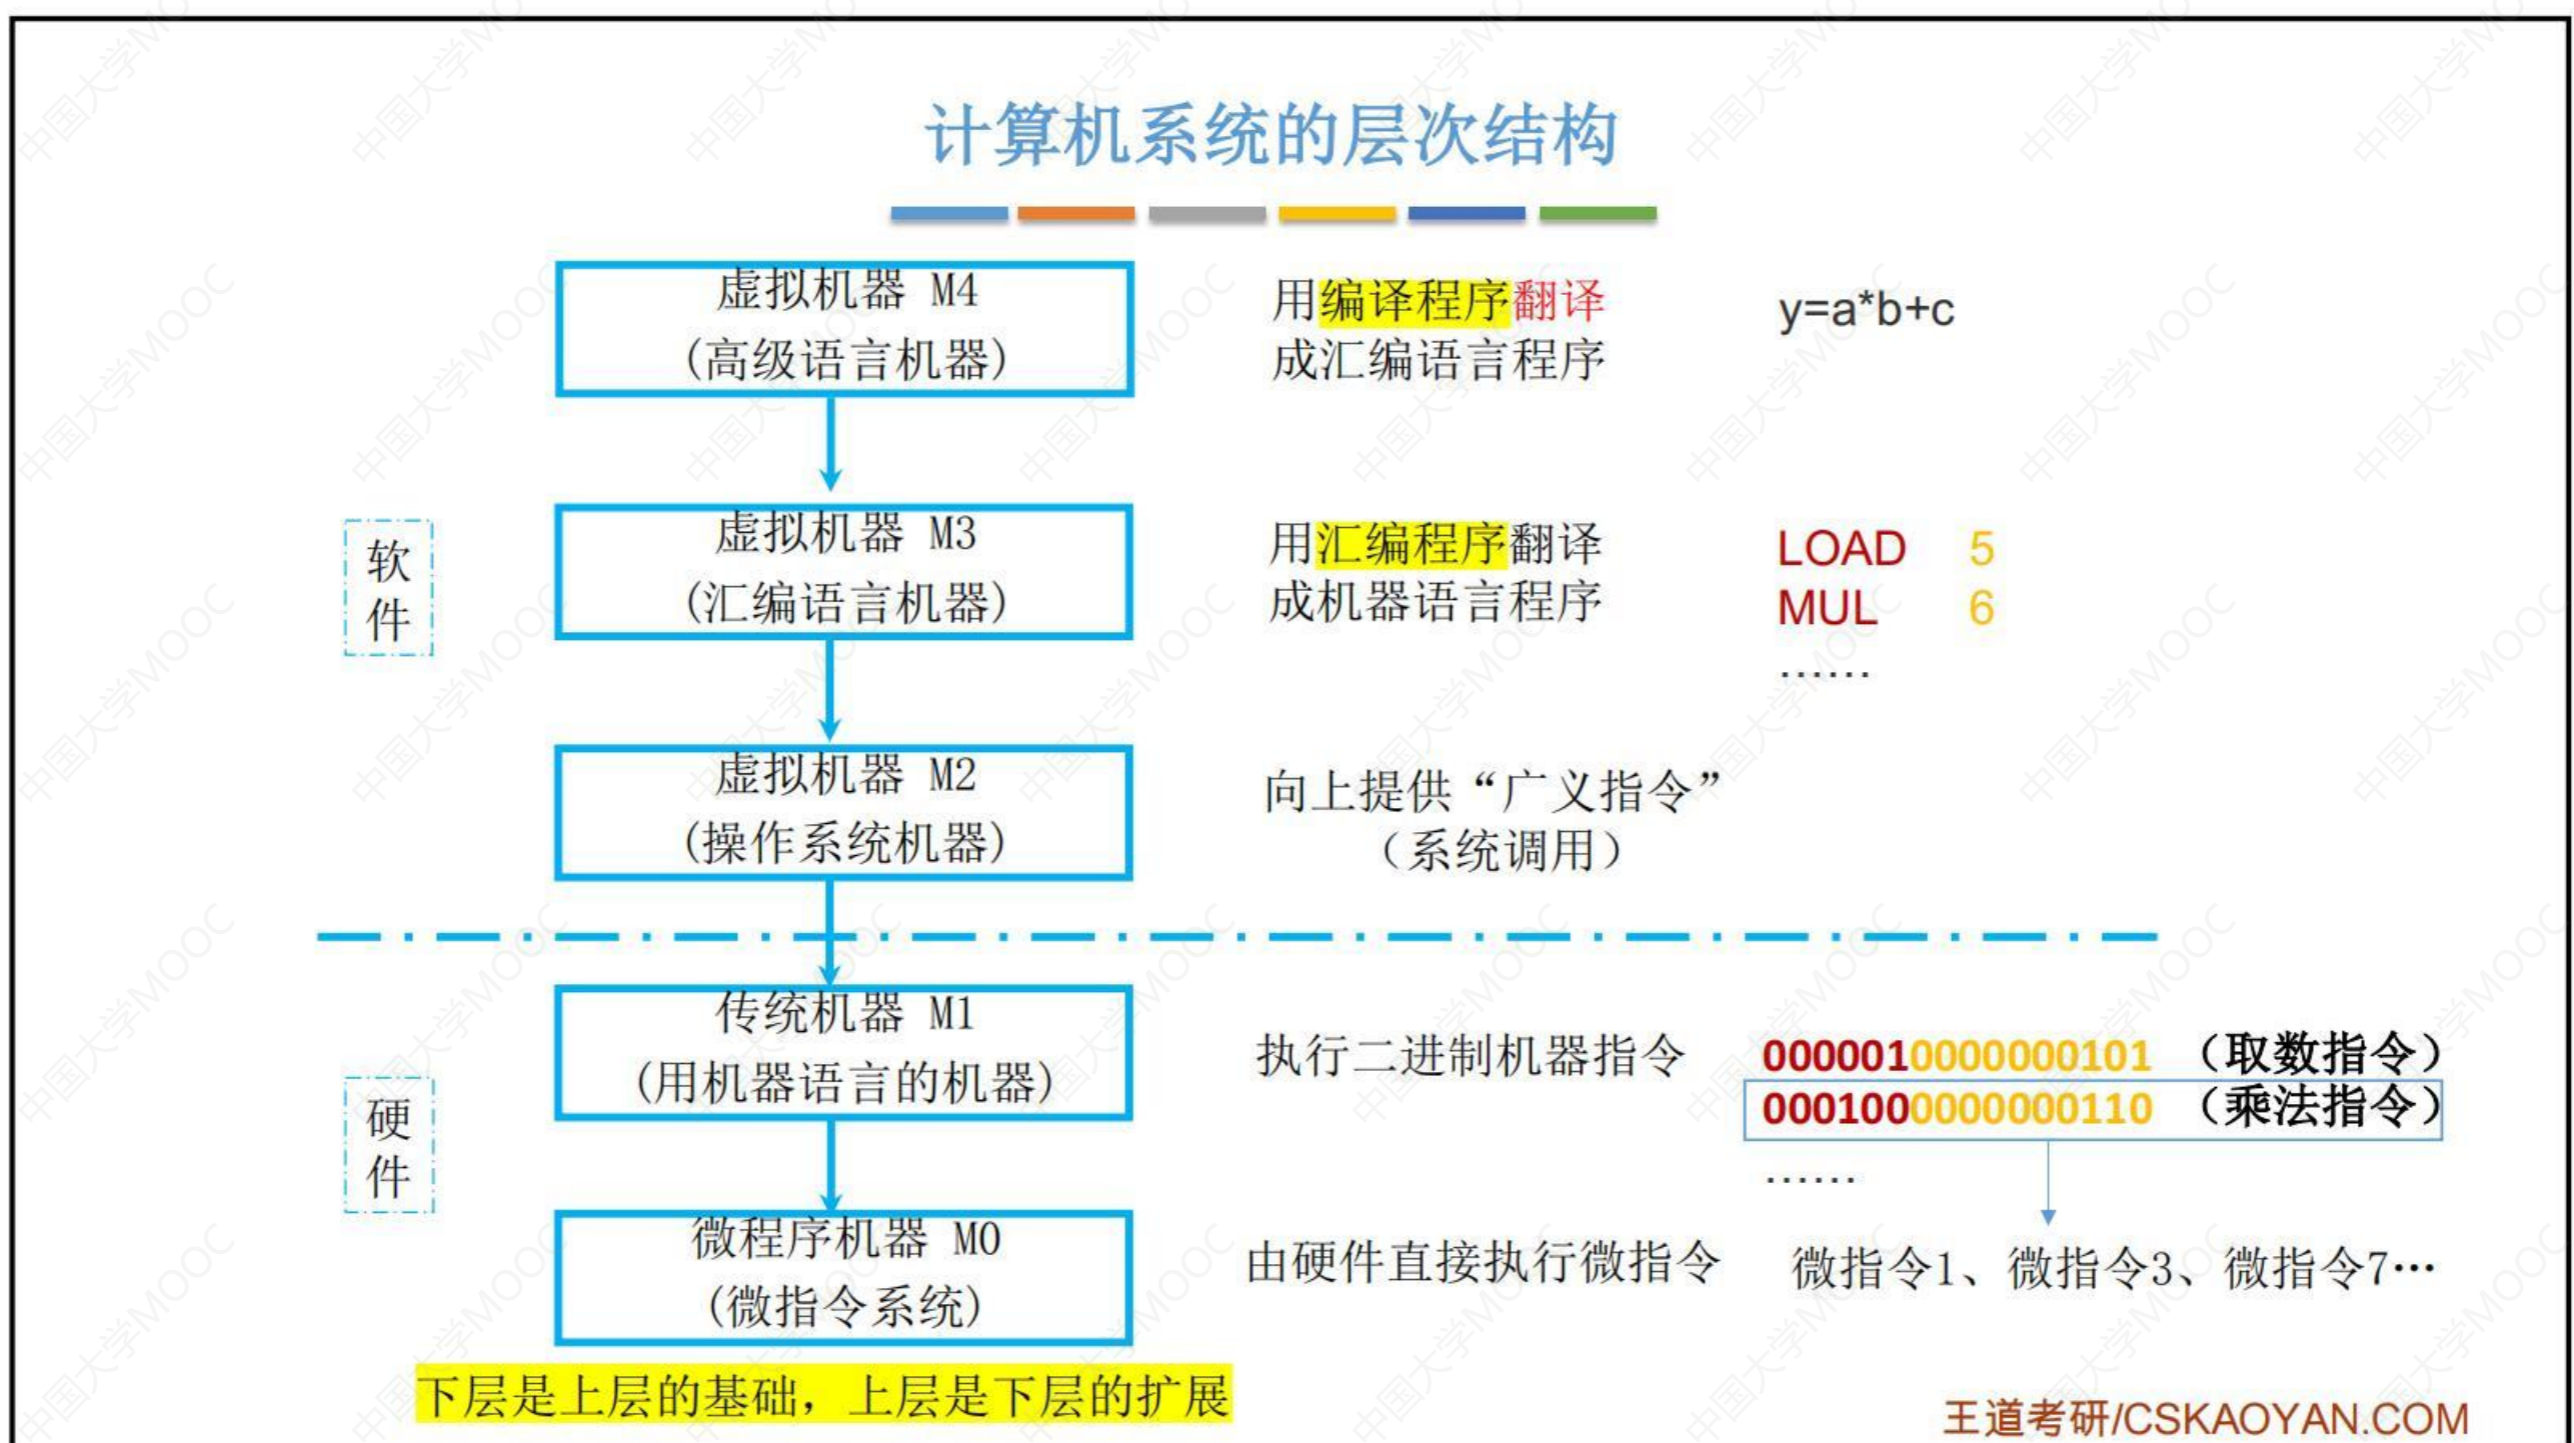 计算机系统的层次结构
虚拟机器 M4
(高级语言机器)
用编译程序翻译
成汇编语言程序
y=a*b+c
软
件
虚拟机器 M3
(汇编语言机器)
用汇编程序翻译
成机器语言程序
LOAD 5
MUL 6
······
虚拟机器 M2
(操作系统机器)
向上提供“广义指令”
（系统调用）
硬
件
传统机器 M1
(用机器语言的机器)
执行二进制机器指令
0000010000000101 （取数指令）
0001000000000110 （乘法指令）
······
微程序机器 M0
(微指令系统)
由硬件直接执行微指令
微指令1、微指令3、微指令7…
下层是上层的基础，上层是下层的扩展
王道考研/CSKAOYAN.COM
中国大学MOOC